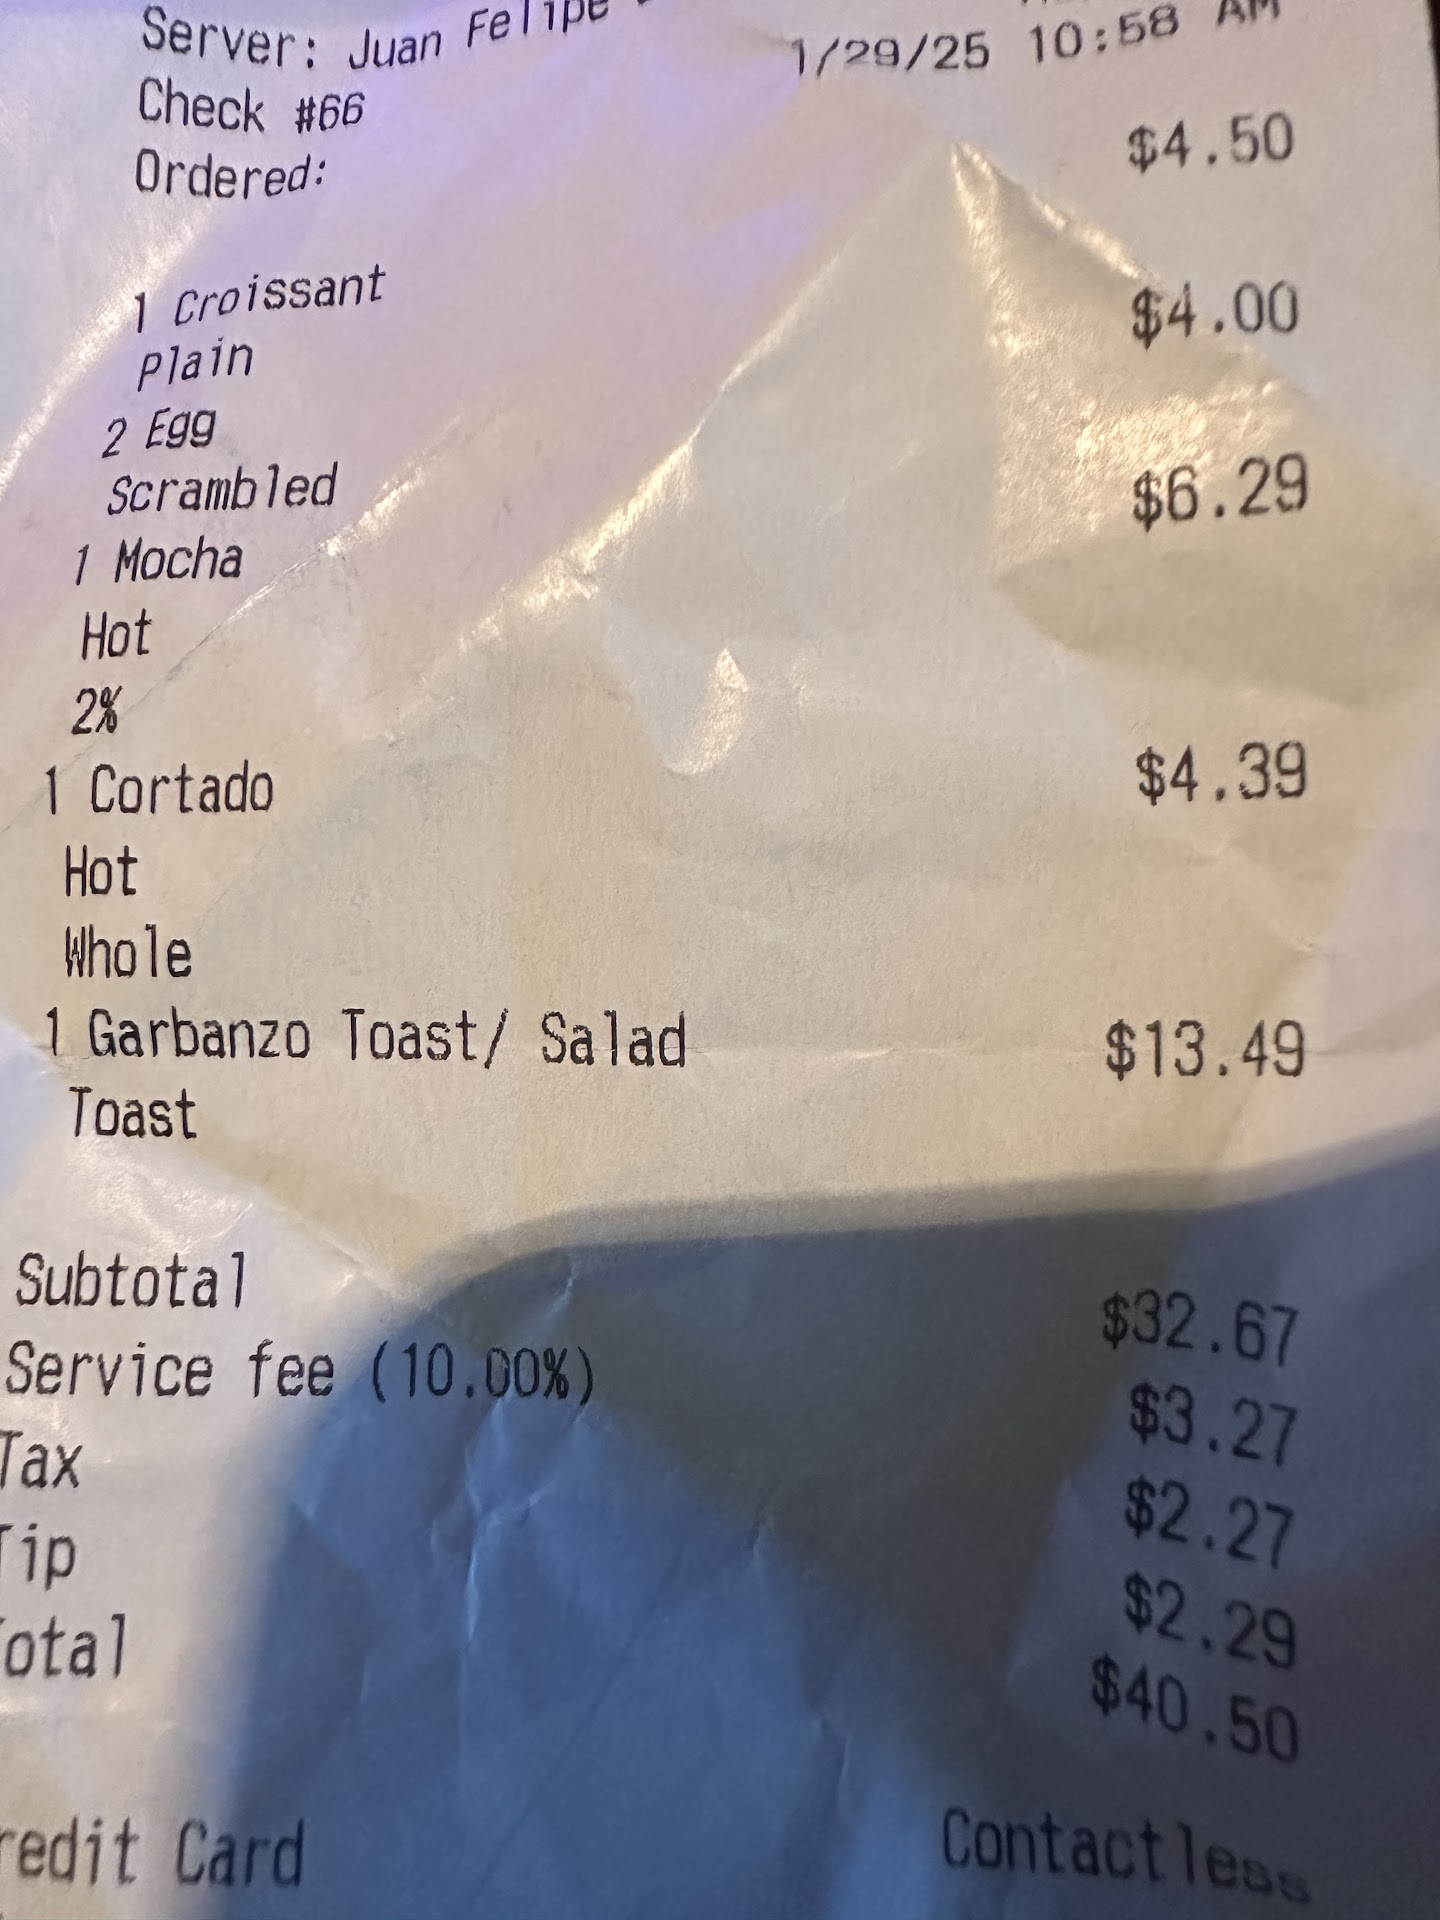 Server: Juan Felipe
1/29/25 10:58 AM
Check #66
Ordered:
1 Croissant $4.50
Plain
2 Egg $4.00
Scrambled
1 Mocha $6.29
Hot
2%
1 Cortado $4.39
Hot
Whole
1 Garbanzo Toast/ Salad $13.49
Toast
Subtotal $32.67
Service fee (10.00%) $3.27
Tax $2.27
Tip $2.29
otal $40.50
redit Card Contactless